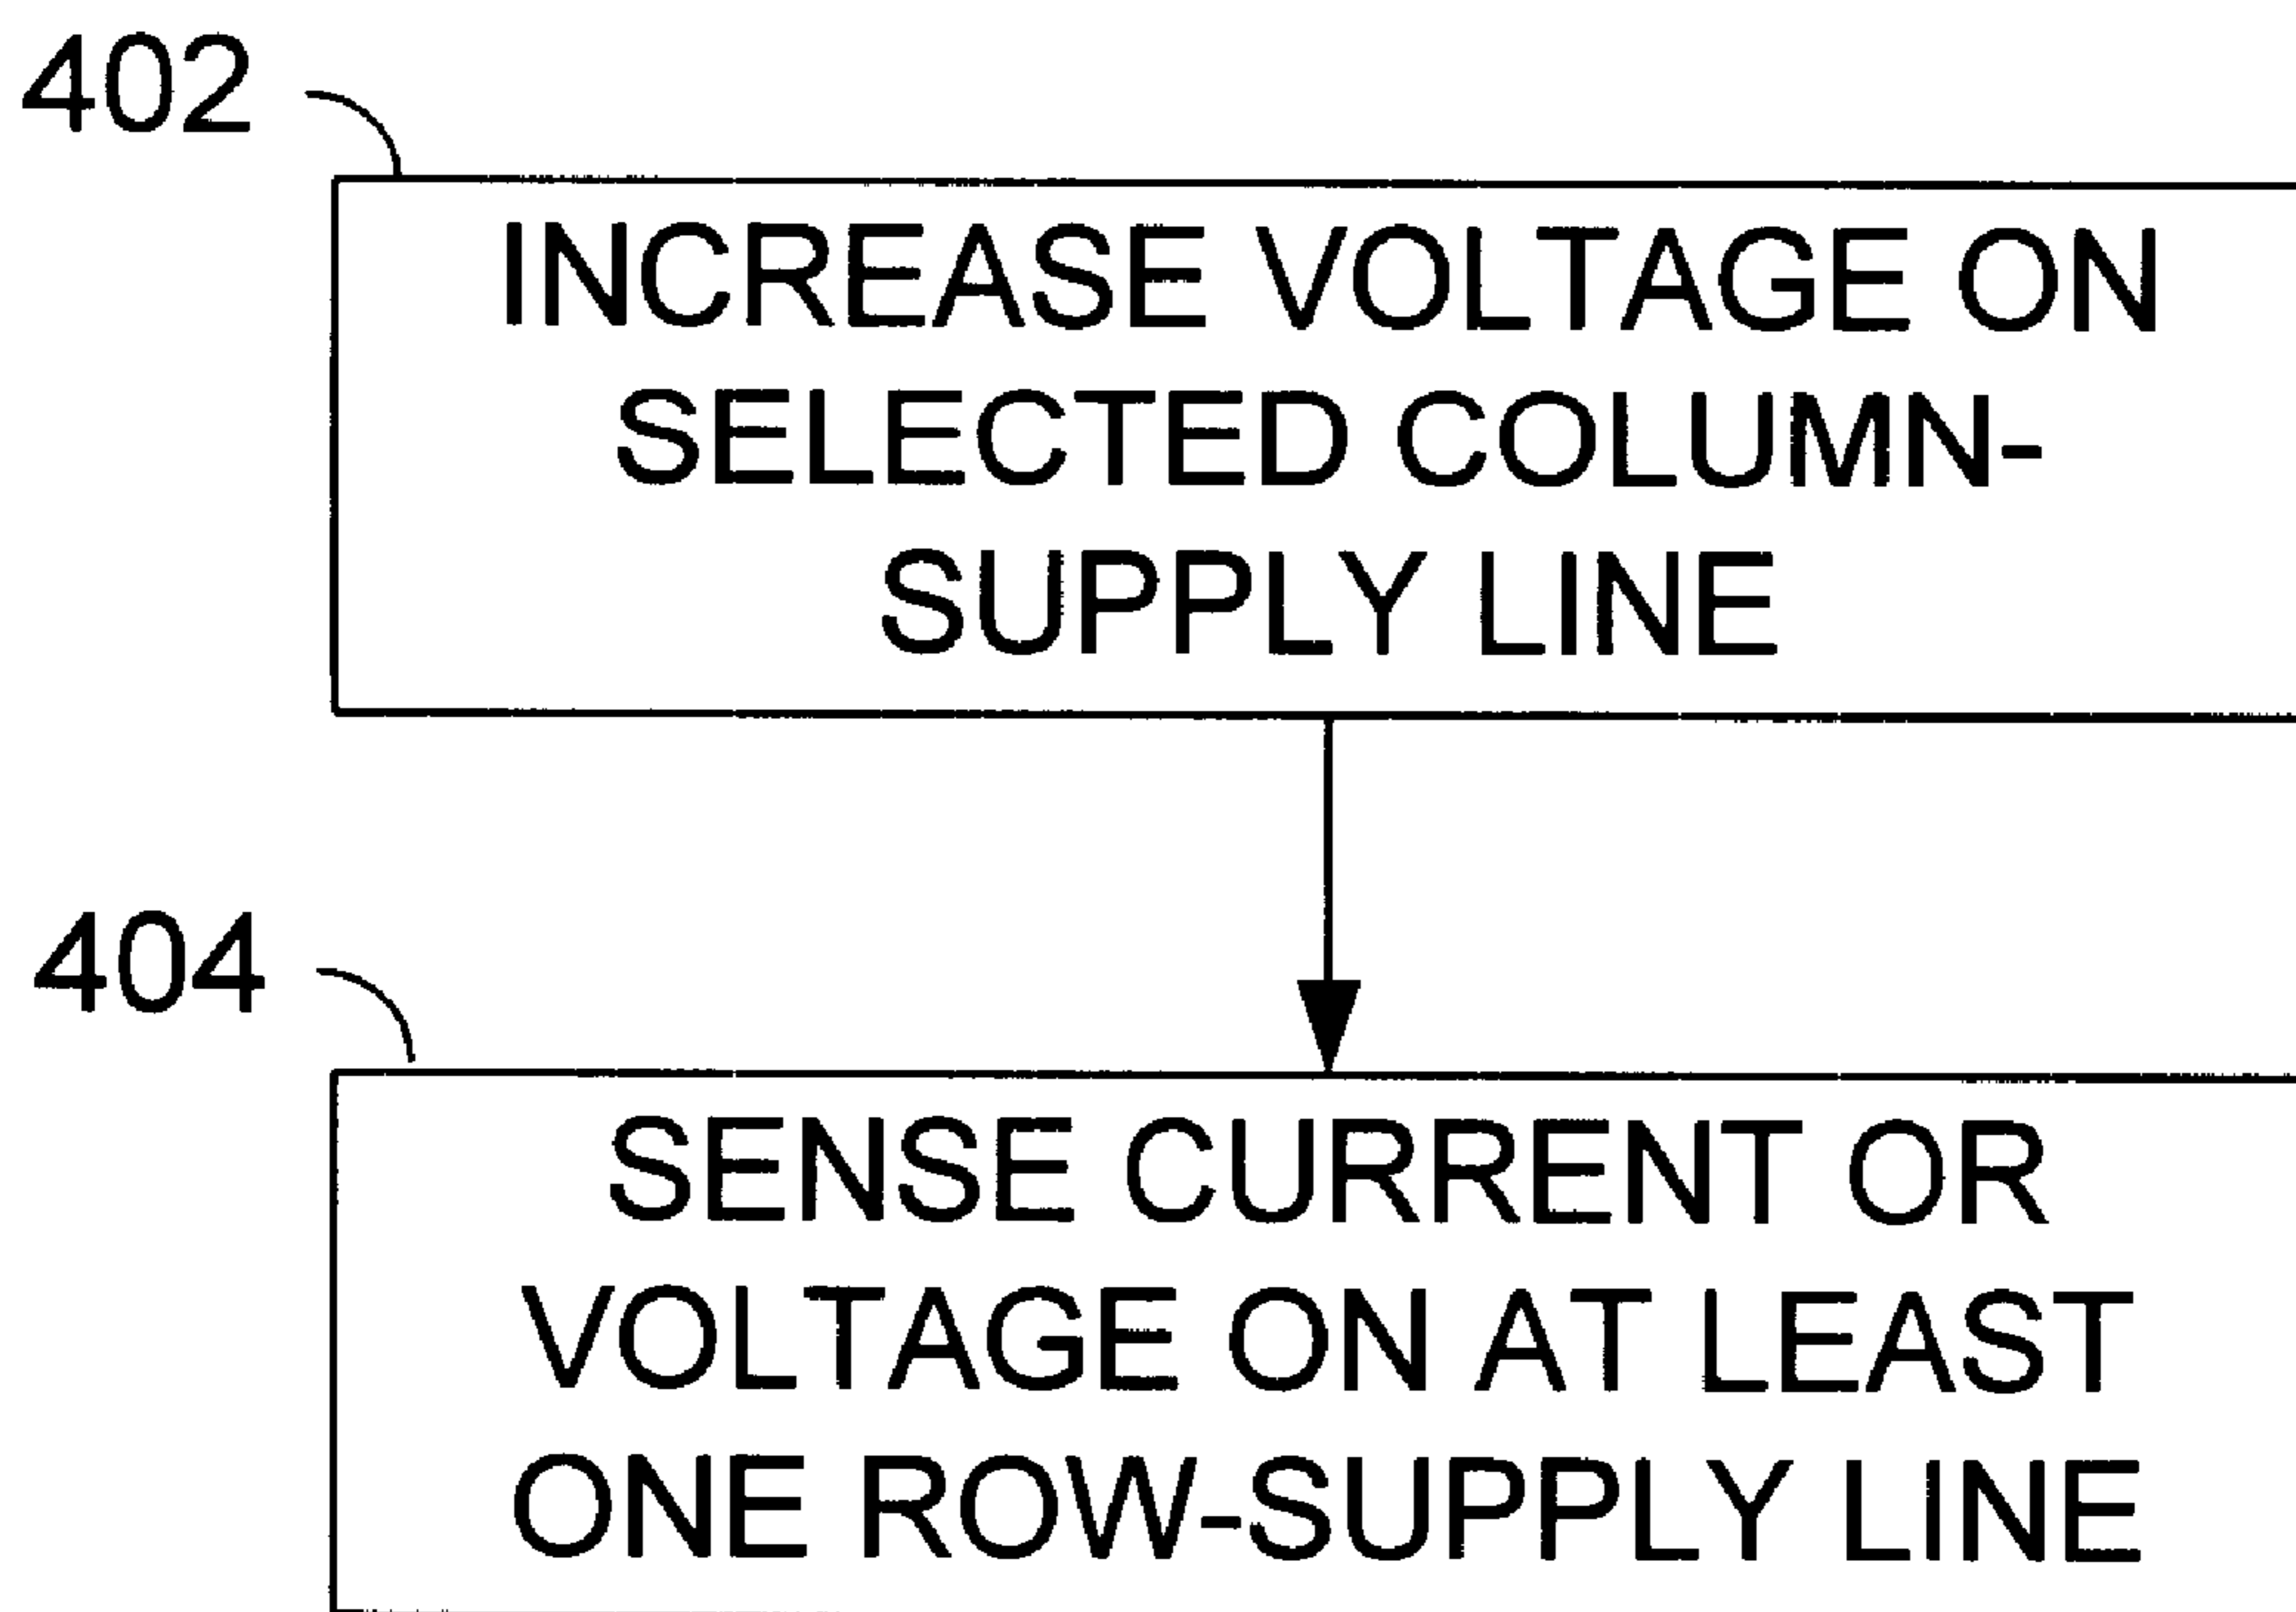 402
INCREASE VOLTAGE ON
SELECTED COLUMN-
SUPPLY LINE
404
SENSE CURRENT OR
VOLTAGE ON AT LEAST
ONE ROW-SUPPLY LINE